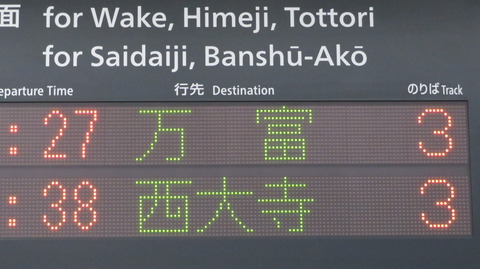 面 for Wake, Himeji, Tottori
for Saidaiji, Banshū-Akō
eparture Time 行先 Destination のりば Track
:27 万富 3
:38 西大寺 3